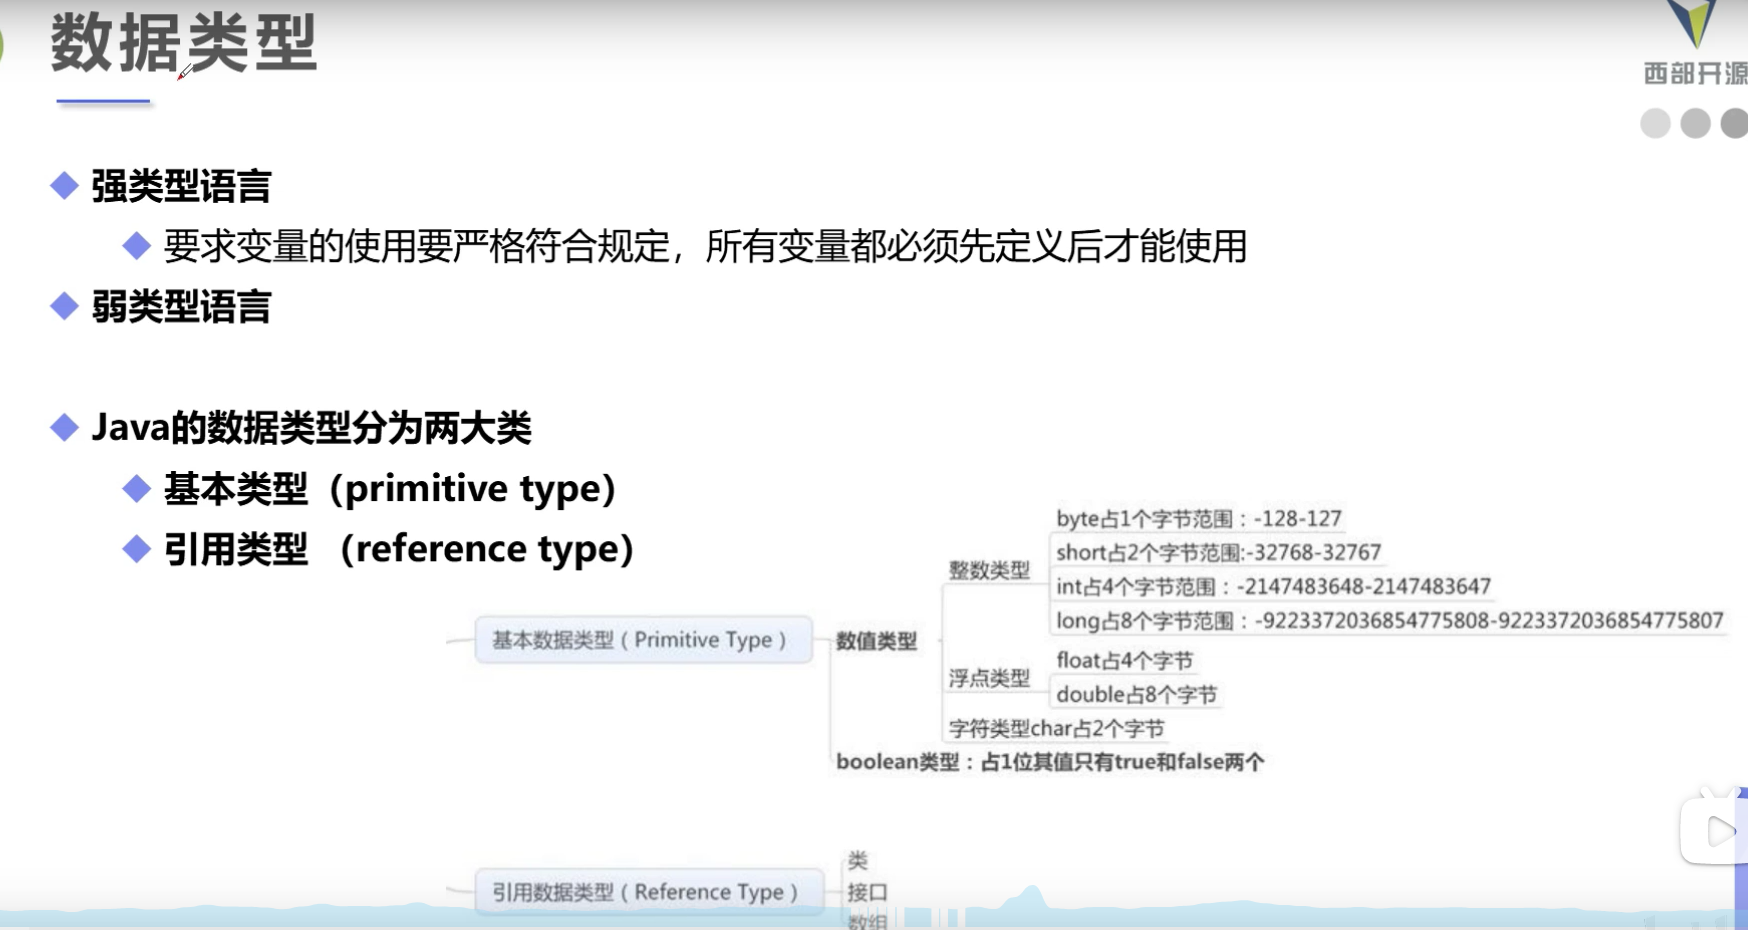 数据类型
西部开源
强类型语言
要求变量的使用要严格符合规定，所有变量都必须先定义后才能使用
弱类型语言
Java的数据类型分为两大类
基本类型（primitive type）
引用类型 （reference type）
基本数据类型（Primitive Type）
数值类型
整数类型
byte占1个字节范围：-128-127
short占2个字节范围:-32768-32767
int占4个字节范围：-2147483648-2147483647
long占8个字节范围：-9223372036854775808-9223372036854775807
浮点类型
float占4个字节
double占8个字节
字符类型char占2个字节
boolean类型：占1位其值只有true和false两个
引用数据类型（Reference Type）
类
接口
数组